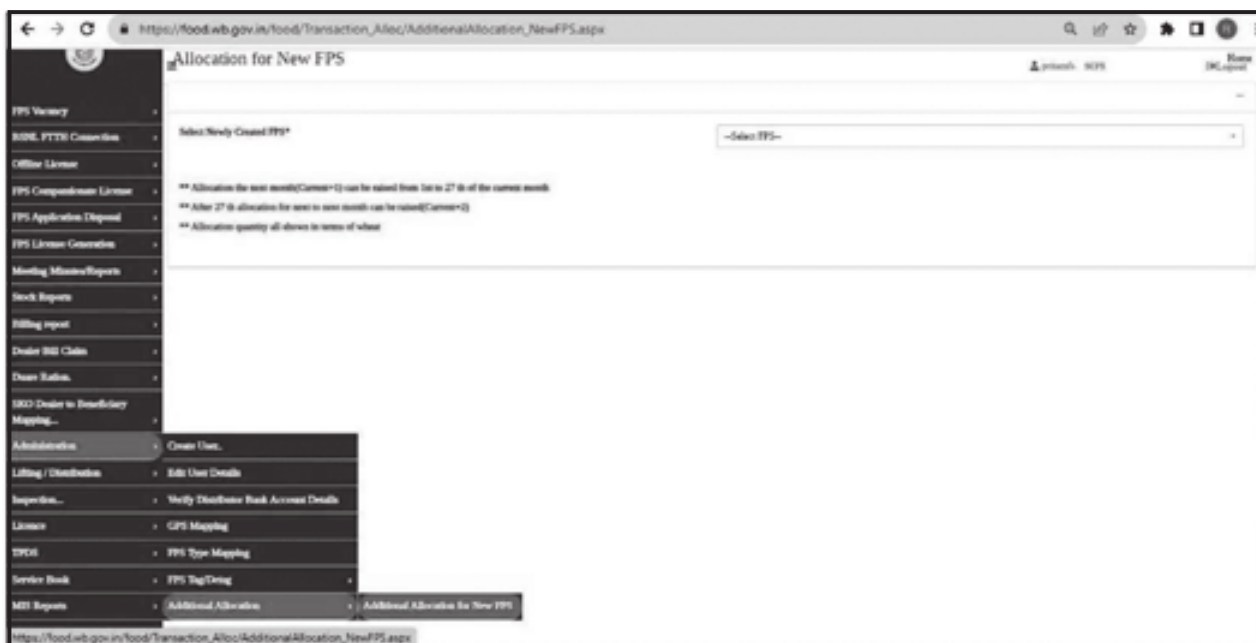 https://food.wb.gov.in/food/Transaction_Alloc/AdditionalAllocation_NewFPS.aspx
Allocation for New FPS
Home
SCFS
Logout
FPS Vacancy
BSNL FTTH Connection
Select Newly Created FPS*
--Select FPS--
Offline License
FPS Compassionate License
** Allocation the next month(Current+1) can be raised from 1st to 27 th of the current month
** After 27 th allocation for next to next month can be raised(Current+2)
FPS Application Disposal
** Allocation quantity all shown in terms of wheat
FPS License Generation
Meeting Minutes/Reports
Stock Reports
Billing report
Dealer Bill Claim
Duare Ration.
SKO Dealer to Beneficiary
Mapping...
Administration
Create User..
Lifting / Distribution
Edit User Details
Inspection...
Verify Distributor Bank Account Details
Licence
GPS Mapping
TPDS
FPS Type Mapping
Service Book
FPS Tag/Detag
MIS Reports
Additional Allocation
Additional Allocation for New FPS
https://food.wb.gov.in/food/Transaction_Alloc/AdditionalAllocation_NewFPS.aspx